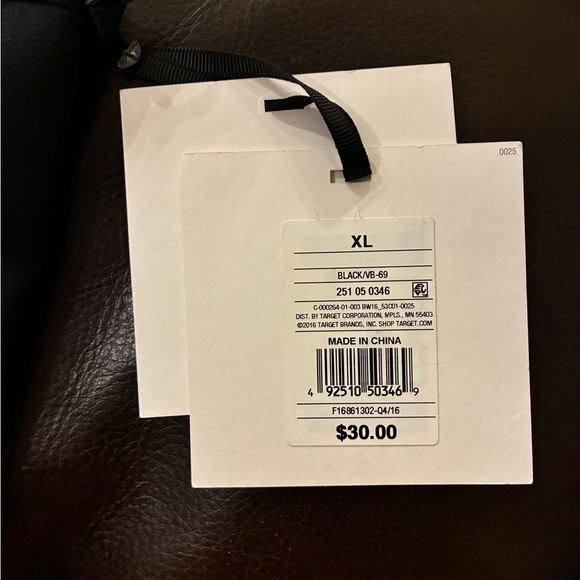 0025
XL
BLACK/VB-69
251 05 0346
C-000264-01-003 BW16_53C01-0025
DIST. BY TARGET CORPORATION, MPLS., MN 55403
©2016 TARGET BRANDS, INC. SHOP TARGET.COM
MADE IN CHINA
4 92510 50346 9
F16861302-Q4/16
$30.00